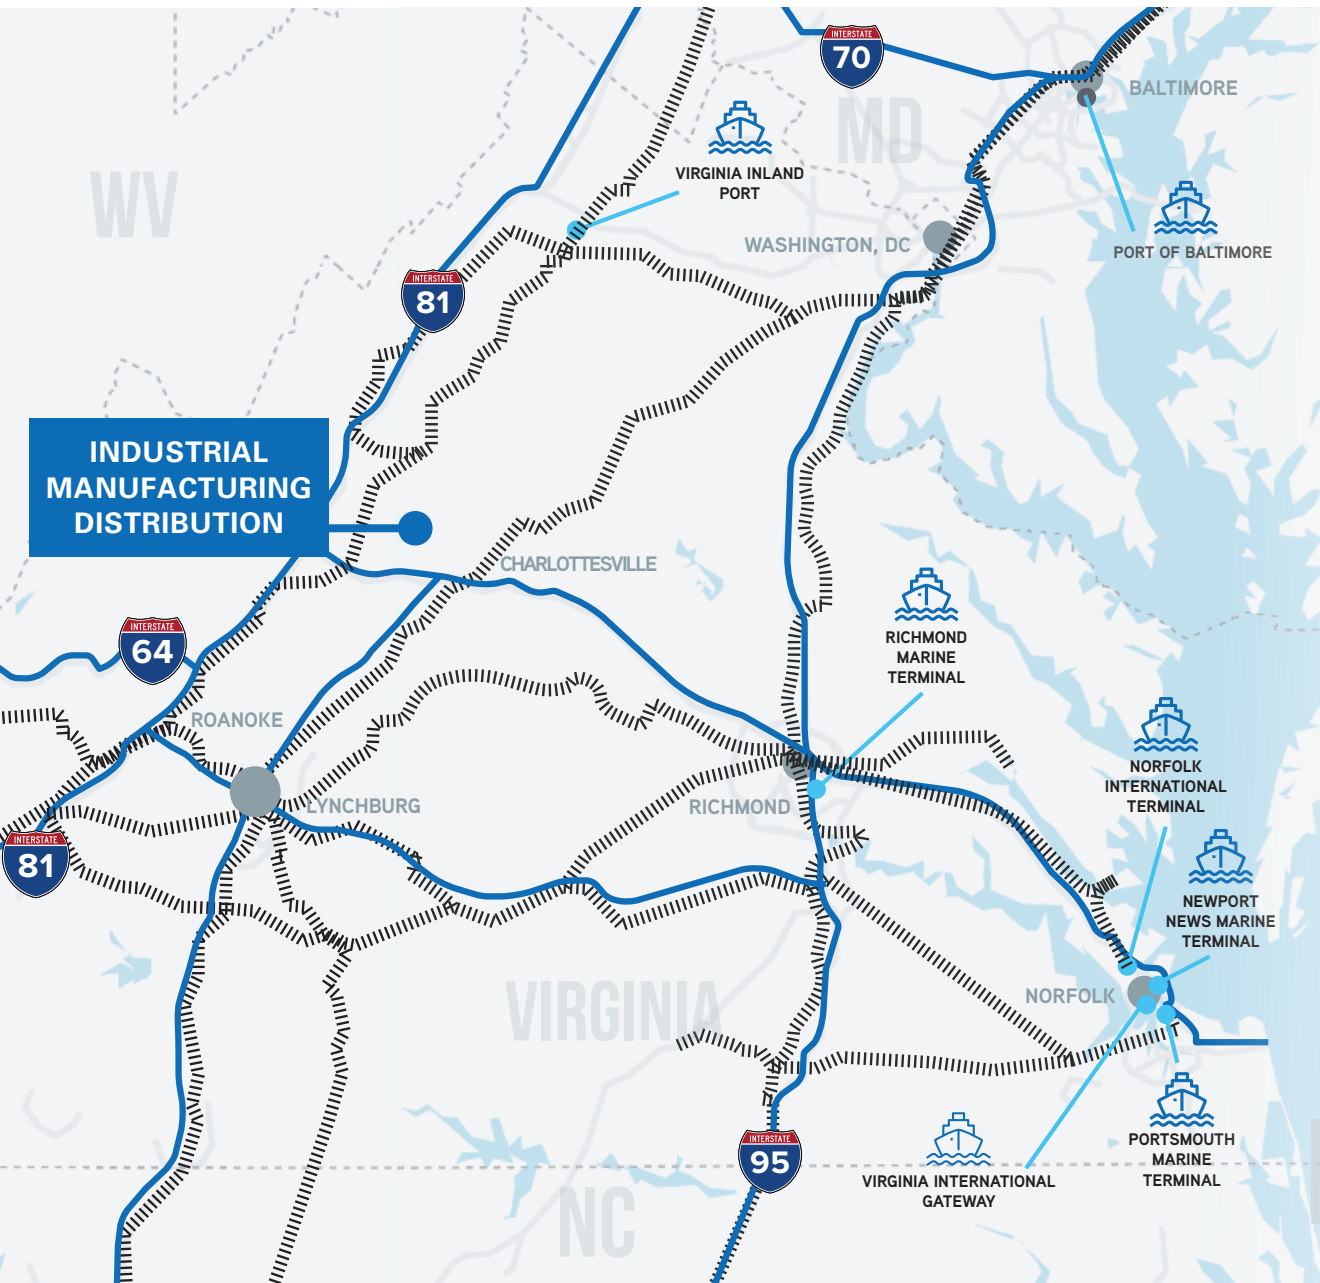 INTERSTATE
70
BALTIMORE
MD
VIRGINIA INLAND
PORT
WV
WASHINGTON, DC
PORT OF BALTIMORE
INTERSTATE
81
INDUSTRIAL
MANUFACTURING
DISTRIBUTION
CHARLOTTESVILLE
INTERSTATE
64
RICHMOND
MARINE
TERMINAL
ROANOKE
NORFOLK
INTERNATIONAL
TERMINAL
LYNCHBURG
RICHMOND
INTERSTATE
81
NEWPORT
NEWS MARINE
TERMINAL
VIRGINIA
NORFOLK
INTERSTATE
95
PORTSMOUTH
MARINE
TERMINAL
VIRGINIA INTERNATIONAL
GATEWAY
NC